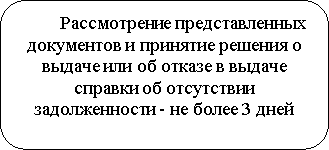 Рассмотрение представленных
документов и принятие решения о
выдаче или об отказе в выдаче
справки об отсутствии
задолженности - не более 3 дней